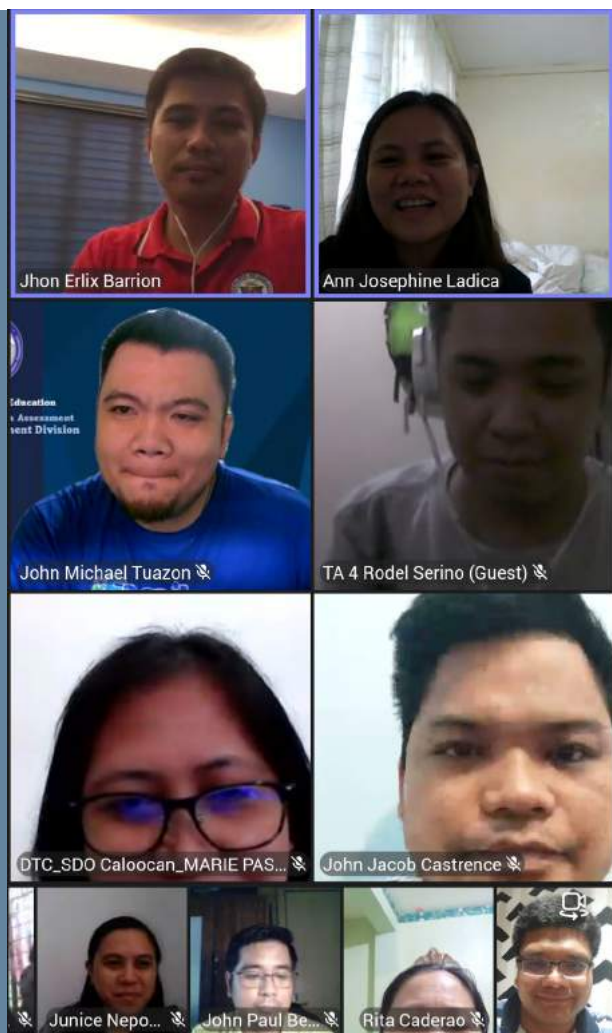 Jhon Erlix Barrion
Ann Josephine Ladica
Education
Assessment
ent Division
John Michael Tuazon
TA 4 Rodel Serino (Guest)
DTC_SDO Caloocan_MARIE PAS...
John Jacob Castrence
Junice Nepo...
John Paul Be...
Rita Caderao